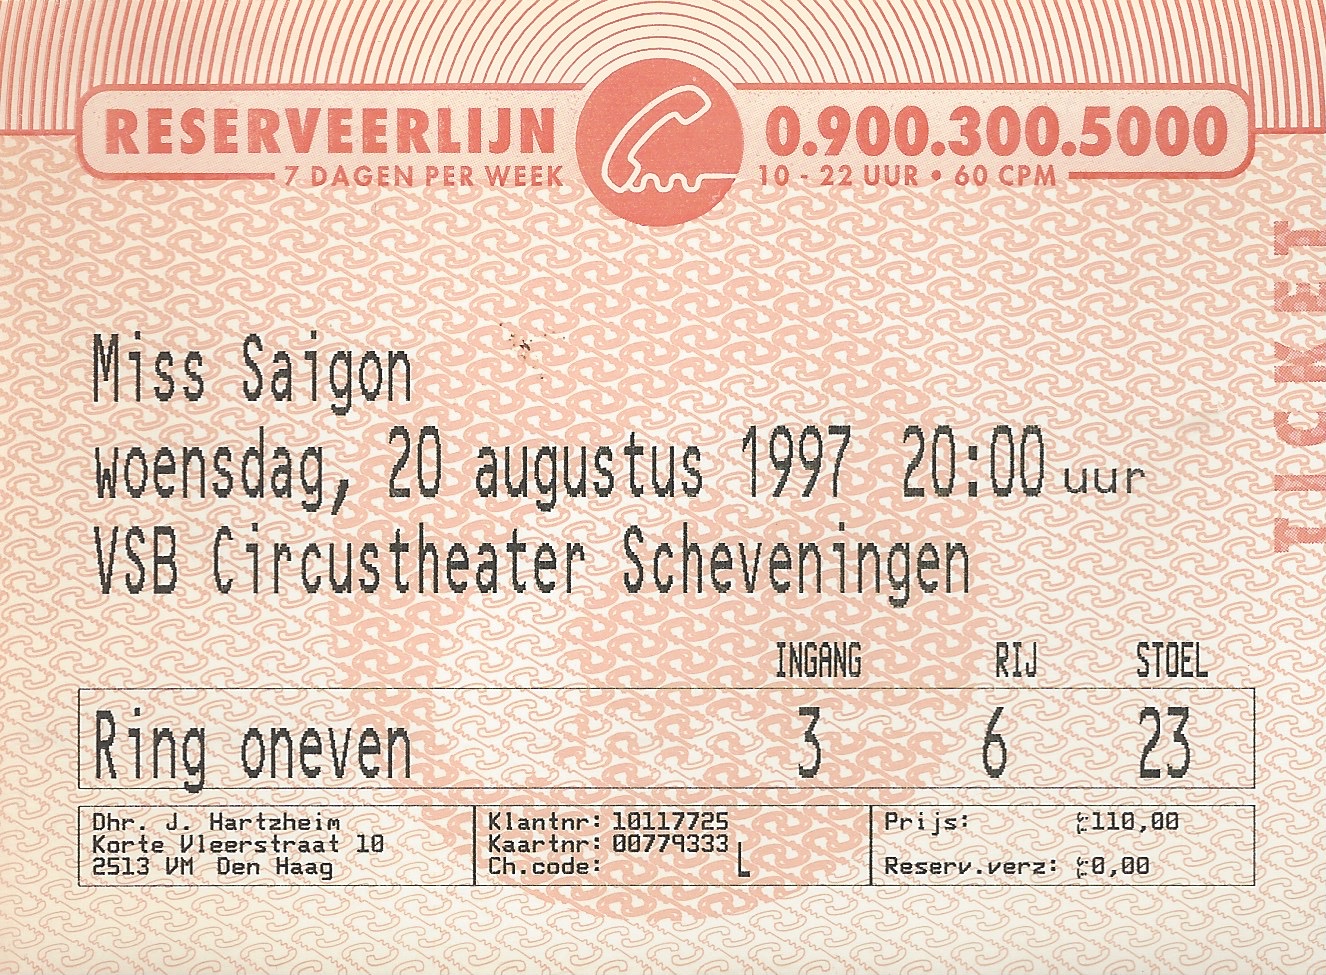 RESERVEERLIJN 0.900.300.5000
7 DAGEN PER WEEK 10 - 22 UUR • 60 CPM
TICKET
Miss Saigon
woensdag, 20 augustus 1997 20:00 uur
VSB Circustheater Scheveningen
INGANG RIJ STOEL
Ring oneven 3 6 23
Dhr. J. Hartzheim
Korte Vleerstraat 10
2513 VM Den Haag
Klantnr: 10117725
Kaartnr: 00779333
Ch.code: L
Prijs: ƒ110,00
Reserv.verz: ƒ0,00